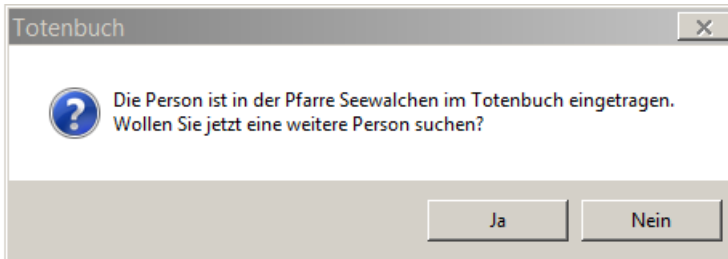 Totenbuch
Die Person ist in der Pfarre Seewalchen im Totenbuch eingetragen.
Wollen Sie jetzt eine weitere Person suchen?
Ja Nein